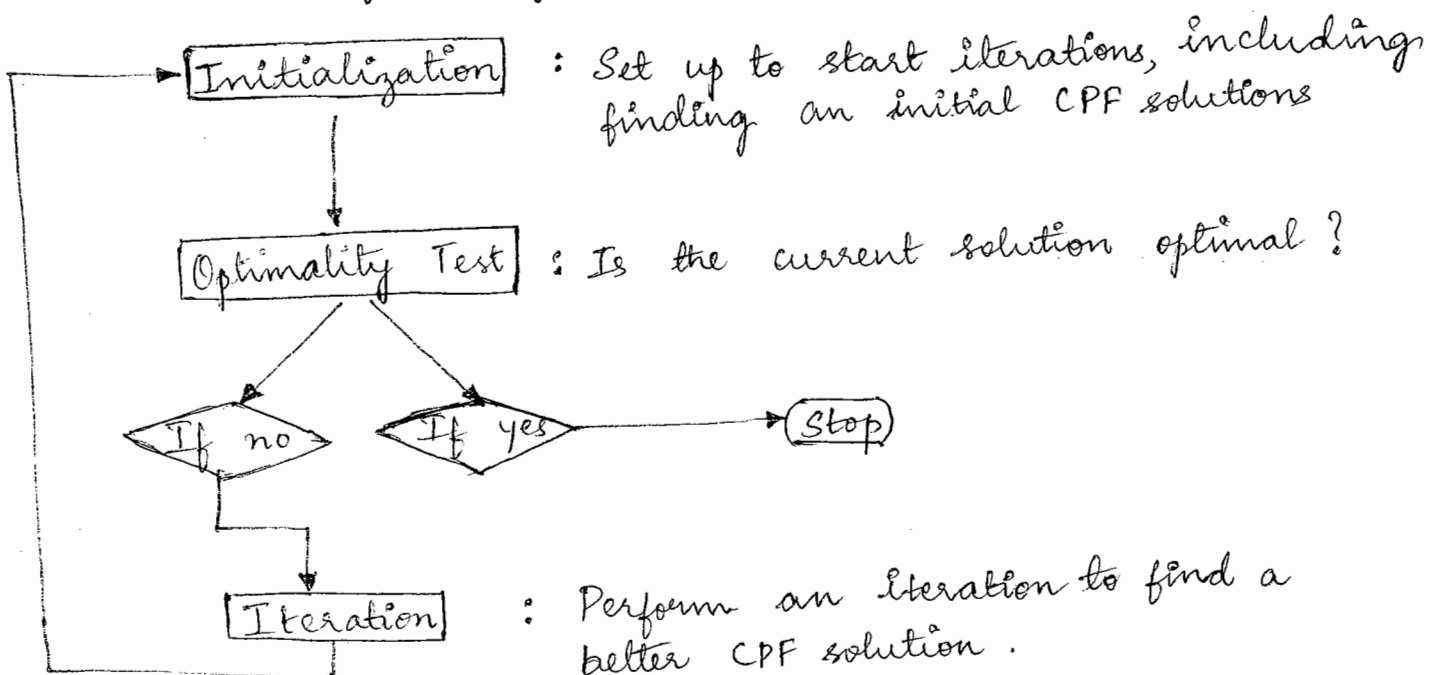 Initialization : Set up to start iterations, including
finding an initial CPF solutions
Optimality Test : Is the current solution optimal ?
If no If yes Stop
Iteration : Perform an iteration to find a
better CPF solution .